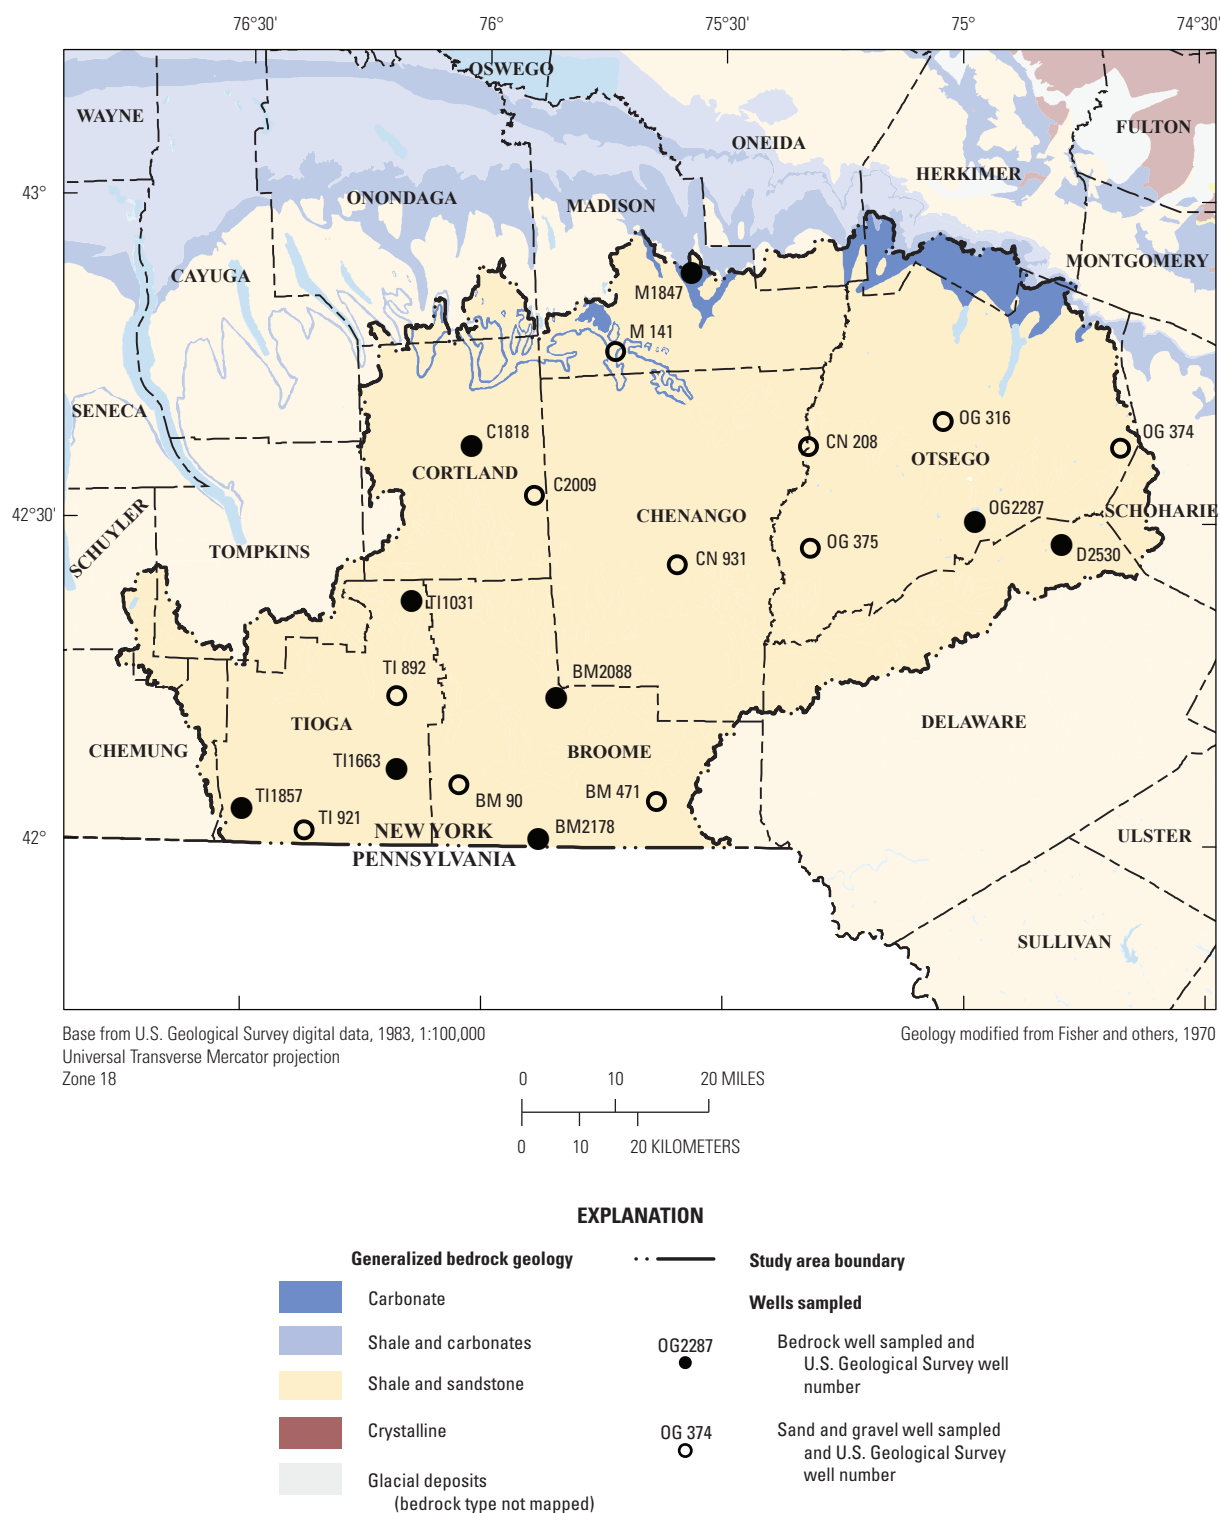 76°30'
76°
75°30'
75°
74°30'
OSWEGO
WAYNE
FULTON
ONEIDA
HERKIMER
43°
ONONDAGA
MADISON
MONTGOMERY
CAYUGA
M1847
M 141
SENECA
C1818
CN 208
OG 316
OG 374
CORTLAND
OTSEGO
C2009
42°30'
SCHUYLER
CHENANGO
OG2287
SCHOHARIE
TOMPKINS
CN 931
OG 375
D2530
TI1031
TI 892
BM2088
TIOGA
DELAWARE
CHEMUNG
BROOME
TI1663
TI1857
BM 90
BM 471
TI 921
BM2178
42°
NEW YORK
PENNSYLVANIA
ULSTER
SULLIVAN
Base from U.S. Geological Survey digital data, 1983, 1:100,000
Universal Transverse Mercator projection
Zone 18
Geology modified from Fisher and others, 1970
0 10 20 MILES
0 10 20 KILOMETERS
EXPLANATION
Generalized bedrock geology
Carbonate
Shale and carbonates
Shale and sandstone
Crystalline
Glacial deposits
(bedrock type not mapped)
Study area boundary
Wells sampled
OG2287
Bedrock well sampled and
U.S. Geological Survey well
number
OG 374
Sand and gravel well sampled
and U.S. Geological Survey
well number